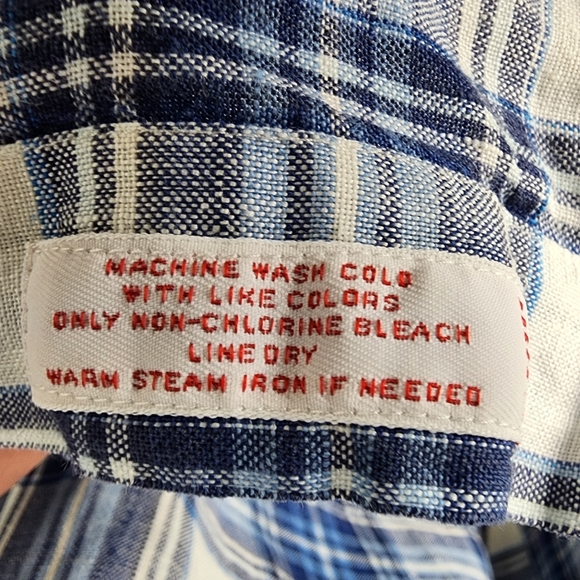 MACHINE WASH COLD
WITH LIKE COLORS
ONLY NON-CHLORINE BLEACH
LINE DRY
WARM STEAM IRON IF NEEDED